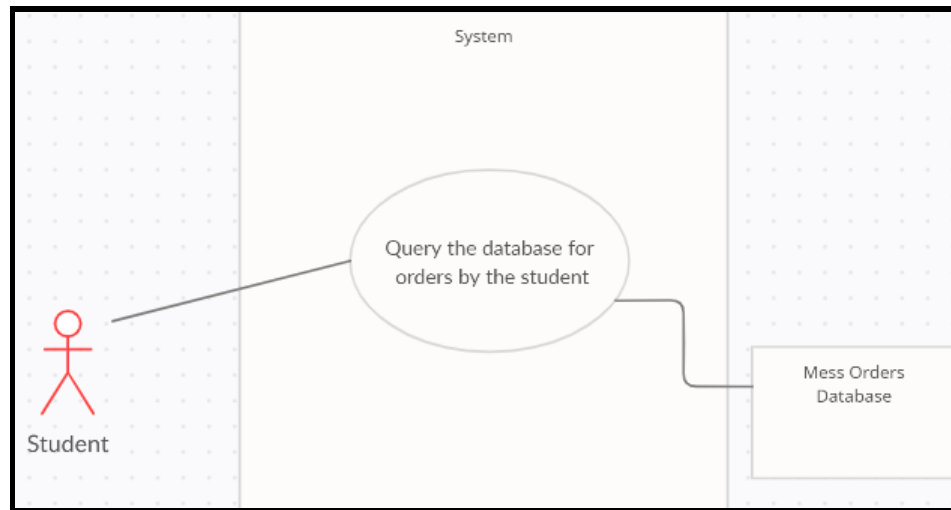 System
Query the database for
orders by the student
Mess Orders
Database
Student